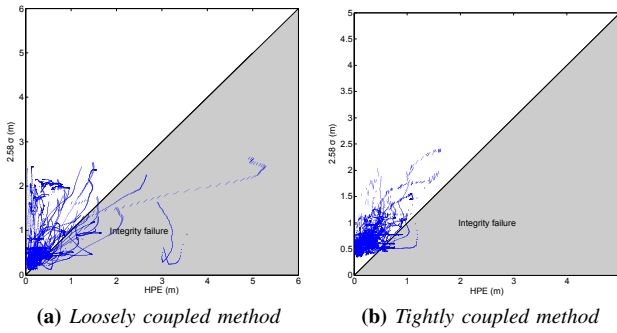 6
5
4
3
2
1
0
2.58 σ (m)
Integrity failure
0 1 2 3 4 5 6
HPE (m)
(a) Loosely coupled method
5
4.5
4
3.5
3
2.5
2
1.5
1
0.5
0
2.58 σ (m)
Integrity failure
0 1 2 3 4
HPE (m)
(b) Tightly coupled method